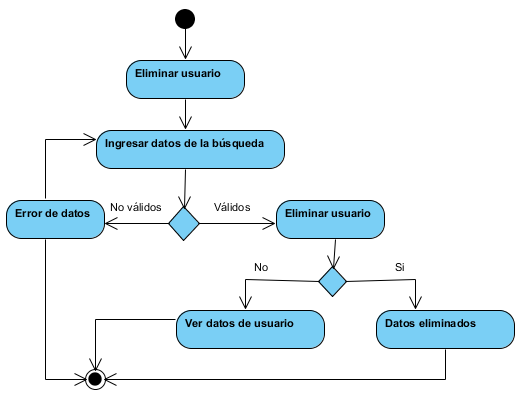 Eliminar usuario
Ingresar datos de la búsqueda
No válidos
Válidos
Error de datos
Eliminar usuario
No
Si
Ver datos de usuario
Datos eliminados